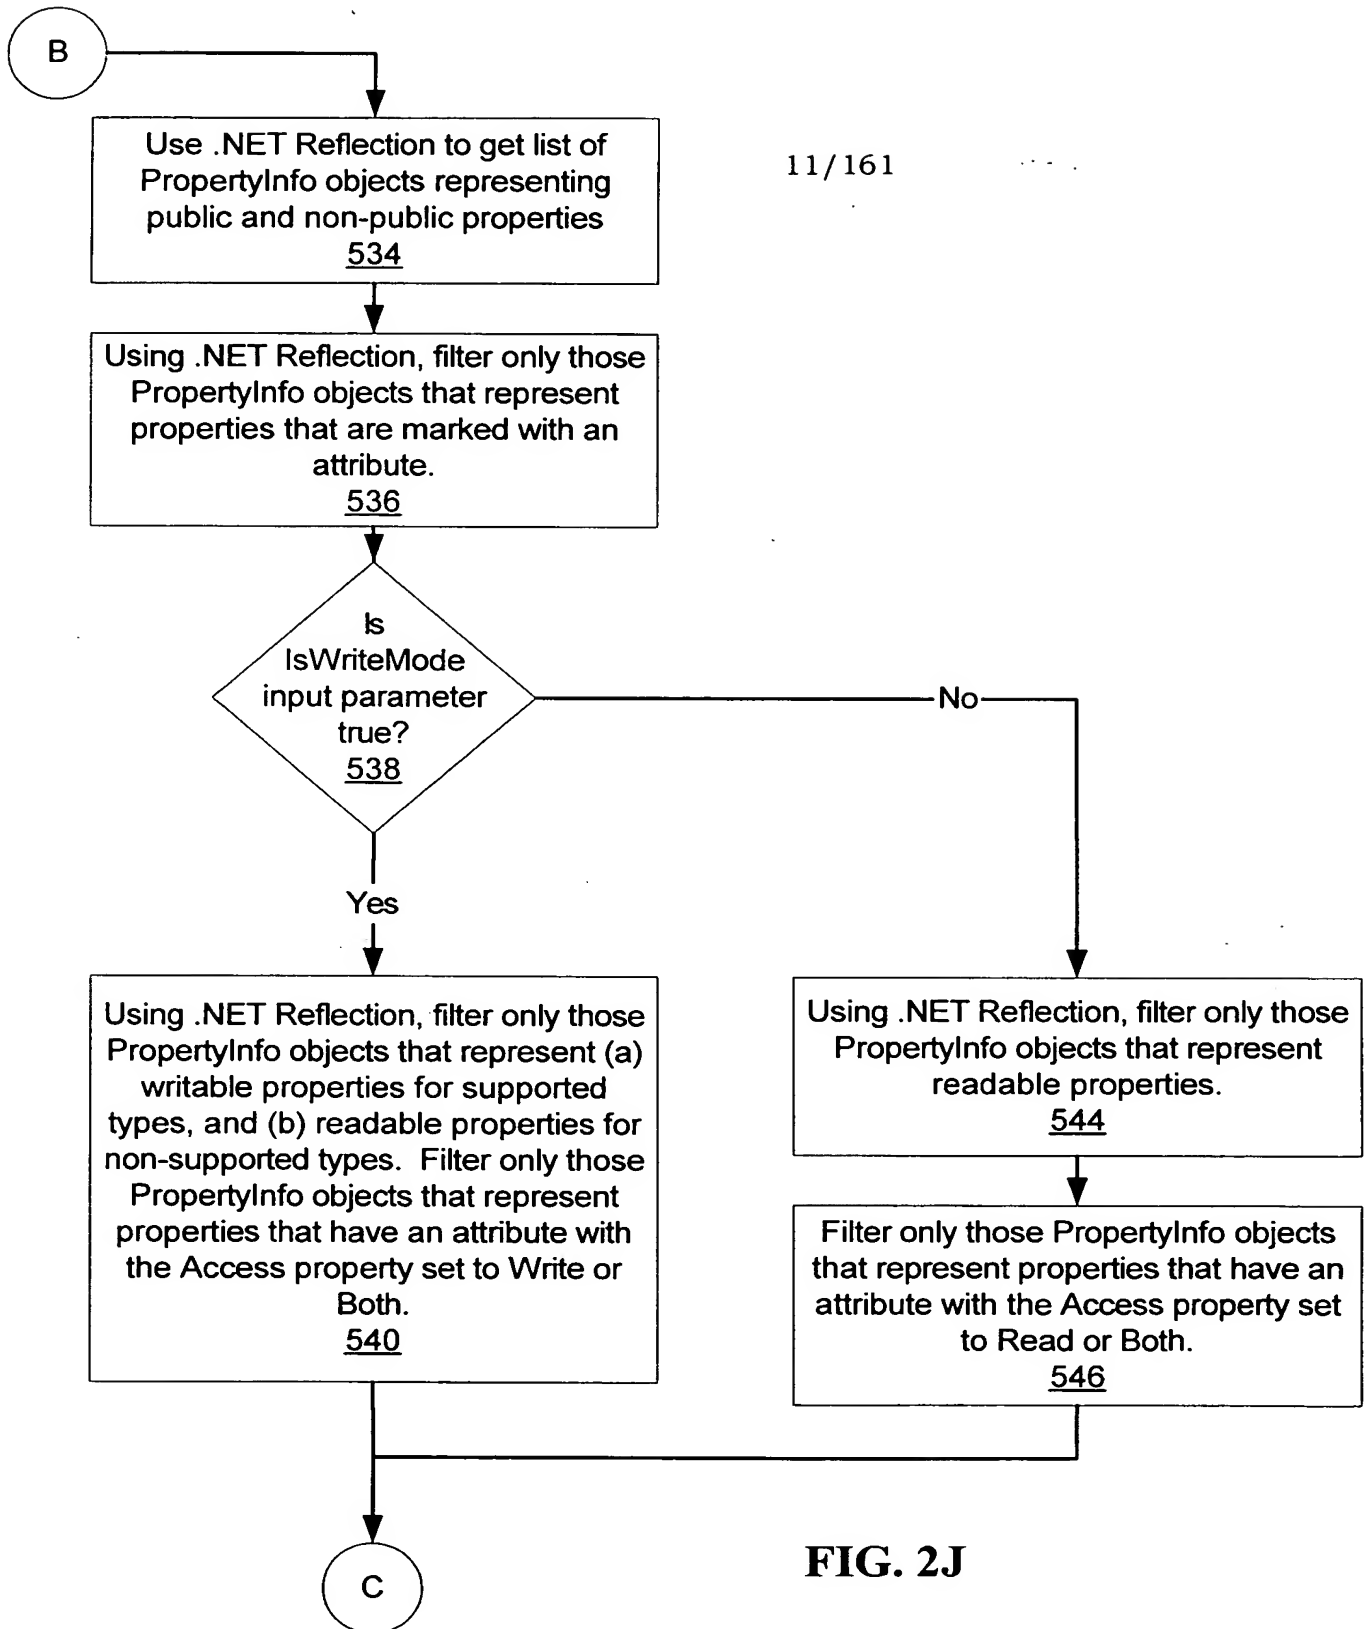 B
11/161
Use .NET Reflection to get list of
PropertyInfo objects representing
public and non-public properties
534
Using .NET Reflection, filter only those
PropertyInfo objects that represent
properties that are marked with an
attribute.
536
Is
IsWriteMode
input parameter
true?
538
No
Yes
Using .NET Reflection, filter only those
PropertyInfo objects that represent (a)
writable properties for supported
types, and (b) readable properties for
non-supported types. Filter only those
PropertyInfo objects that represent
properties that have an attribute with
the Access property set to Write or
Both.
540
Using .NET Reflection, filter only those
PropertyInfo objects that represent
readable properties.
544
Filter only those PropertyInfo objects
that represent properties that have an
attribute with the Access property set
to Read or Both.
546
C
FIG. 2J